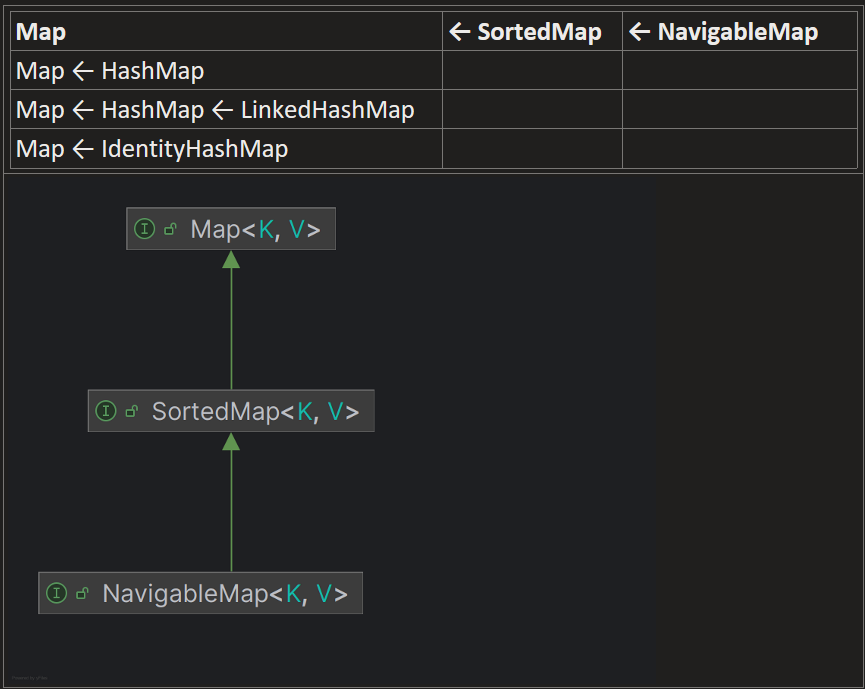 Map ← SortedMap ← NavigableMap
Map ← HashMap
Map ← HashMap ← LinkedHashMap
Map ← IdentityHashMap
I Map<K, V>
I SortedMap<K, V>
I NavigableMap<K, V>